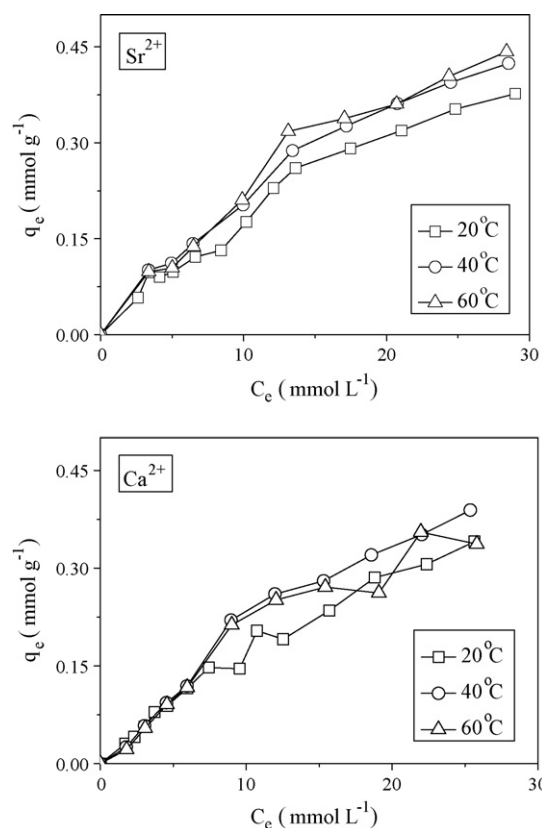 Sr²⁺
0.45
0.30
0.15
0.00
qₑ ( mmol g⁻¹)
20°C
40°C
60°C
0 10 20 30
Cₑ ( mmol L⁻¹)
Ca²⁺
0.45
0.30
0.15
0.00
qₑ ( mmol g⁻¹)
20°C
40°C
60°C
0 10 20 30
Cₑ ( mmol L⁻¹)